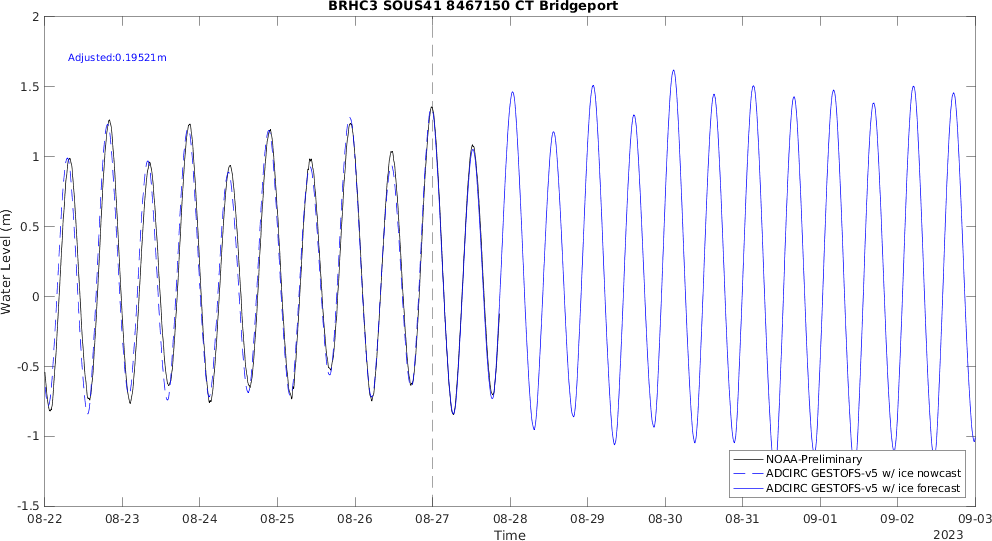 BRHC3 SOUS41 8467150 CT Bridgeport
Adjusted:0.19521m
Water Level (m)
2
1.5
1
0.5
0
-0.5
-1
-1.5
NOAA-Preliminary
ADCIRC GESTOFS-v5 w/ ice nowcast
ADCIRC GESTOFS-v5 w/ ice forecast
08-22 08-23 08-24 08-25 08-26 08-27 08-28 08-29 08-30 08-31 09-01 09-02 09-03
Time
2023